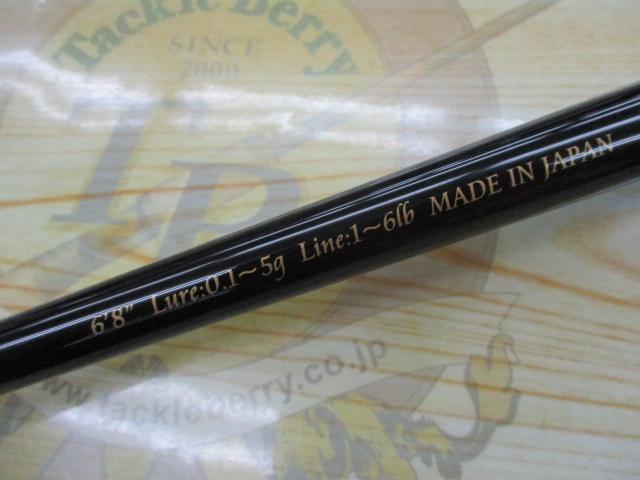 Tackle Berry
SINCE
2000
TB
6'8" Lure:0.1~5g Line:1~6lb MADE IN JAPAN
www.tackleberry.co.jp